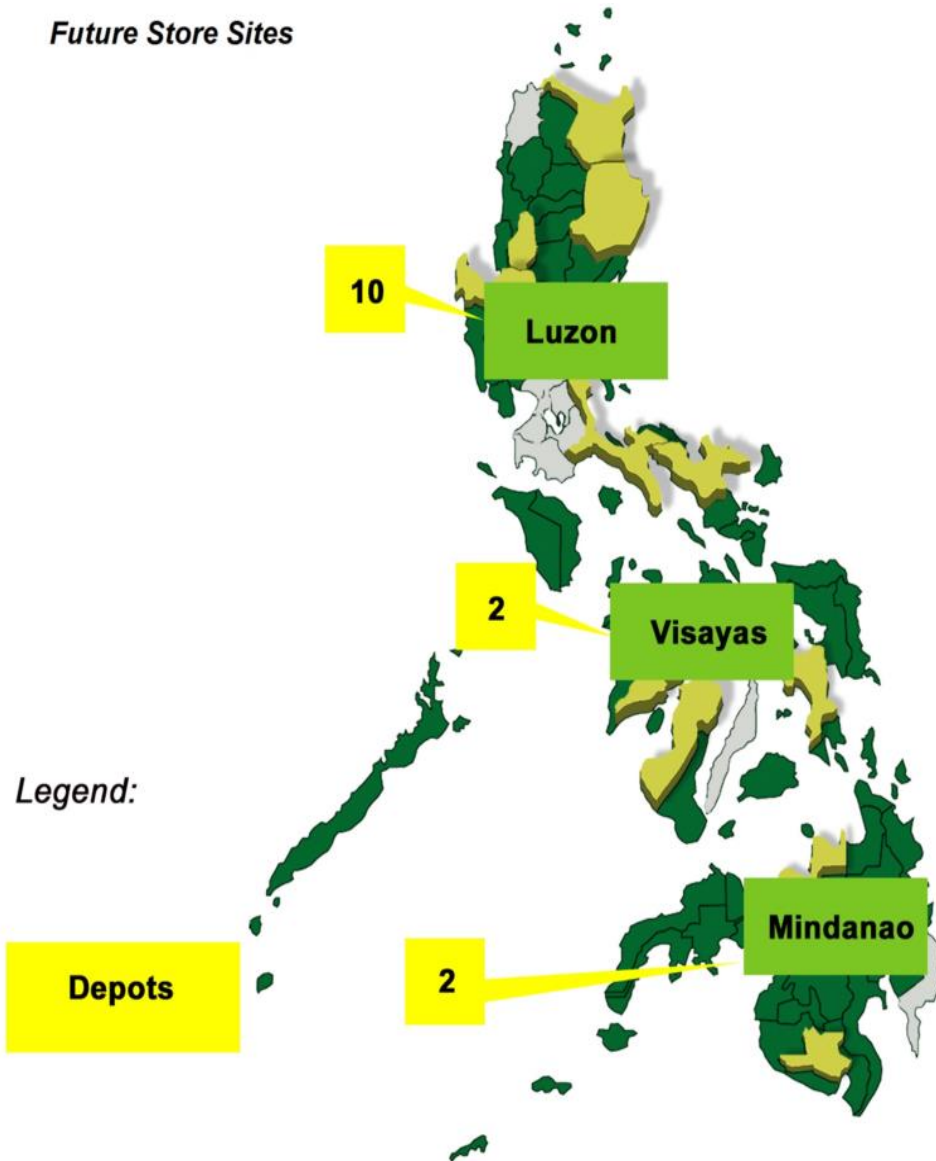 Future Store Sites
10
Luzon
2
Visayas
Legend:
Mindanao
Depots
2